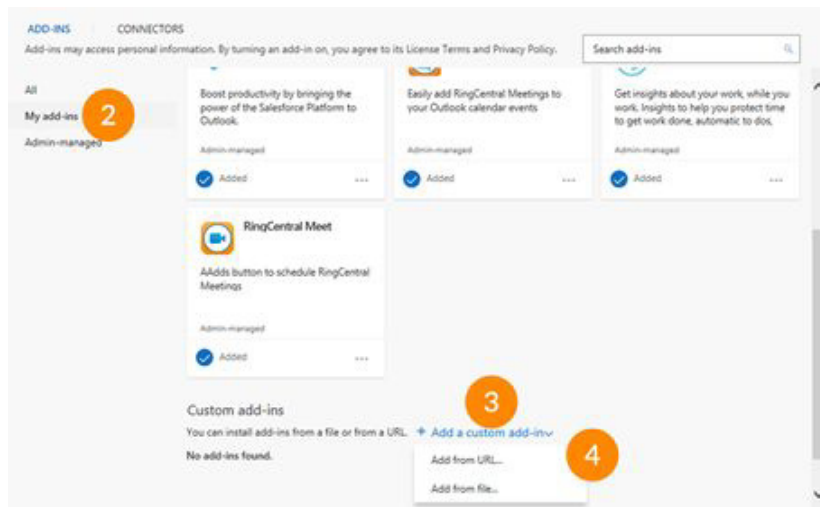 ADD-INS CONNECTORS
Add-ins may access personal information. By turning an add-in on, you agree to its License Terms and Privacy Policy.
Search add-ins
All
My add-ins
2
Admin-managed
Boost productivity by bringing the
power of the Salesforce Platform to
Outlook.
Admin-managed
Added
...
Easily add RingCentral Meetings to
your Outlook calendar events
Admin-managed
Added
...
Get insights about your work, while you
work. Insights to help you protect time
to get work done, automatic to dos,
Admin-managed
Added
...
RingCentral Meet
AAdds button to schedule RingCentral
Meetings
Admin-managed
Added
...
Custom add-ins
3
You can install add-ins from a file or from a URL. + Add a custom add-in
No add-ins found.
4
Add from URL...
Add from file...